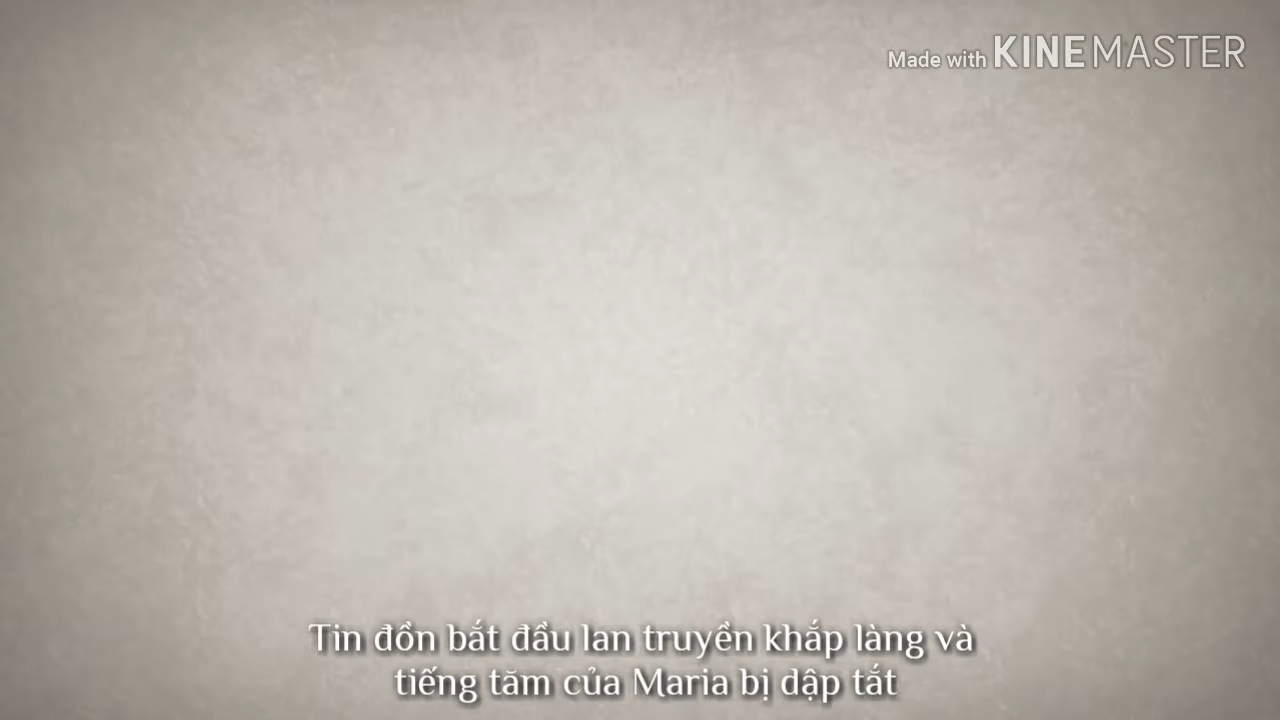 Made with KINEMASTER
Tin đồn bắt đầu lan truyền khắp làng và
tiếng tăm của Maria bị dập tắt